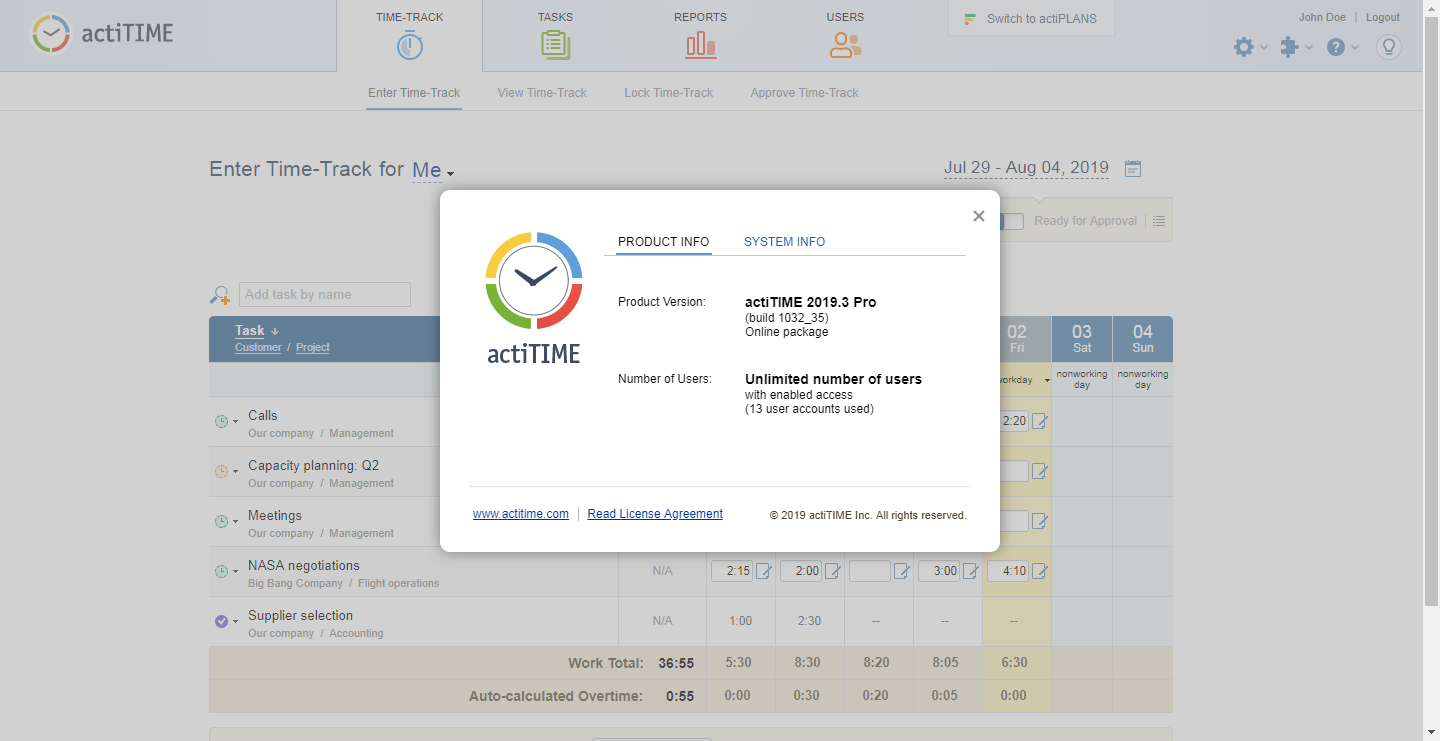 actiTIME
TIME-TRACK
TASKS
REPORTS
USERS
Switch to actiPLANS
John Doe | Logout
Enter Time-Track
View Time-Track
Lock Time-Track
Approve Time-Track
Enter Time-Track for Me
Jul 29 - Aug 04, 2019
Ready for Approval
PRODUCT INFO
SYSTEM INFO
actiTIME
Product Version:
actiTIME 2019.3 Pro
(build 1032_35)
Online package
Number of Users:
Unlimited number of users
with enabled access
(13 user accounts used)
www.actitime.com
Read License Agreement
© 2019 actiTIME Inc. All rights reserved.
Add task by name
Task
Customer / Project
02
Fri
03
Sat
04
Sun
nonworking
day
nonworking
day
Calls
Our company / Management
2:20
Capacity planning: Q2
Our company / Management
Meetings
Our company / Management
NASA negotiations
Big Bang Company / Flight operations
N/A 2:15 2:00 3:00 4:10
Supplier selection
Our company / Accounting
N/A 1:00 2:30 -- -- --
Work Total: 36:55 5:30 8:30 8:20 8:05 6:30
Auto-calculated Overtime: 0:55 0:00 0:30 0:20 0:05 0:00